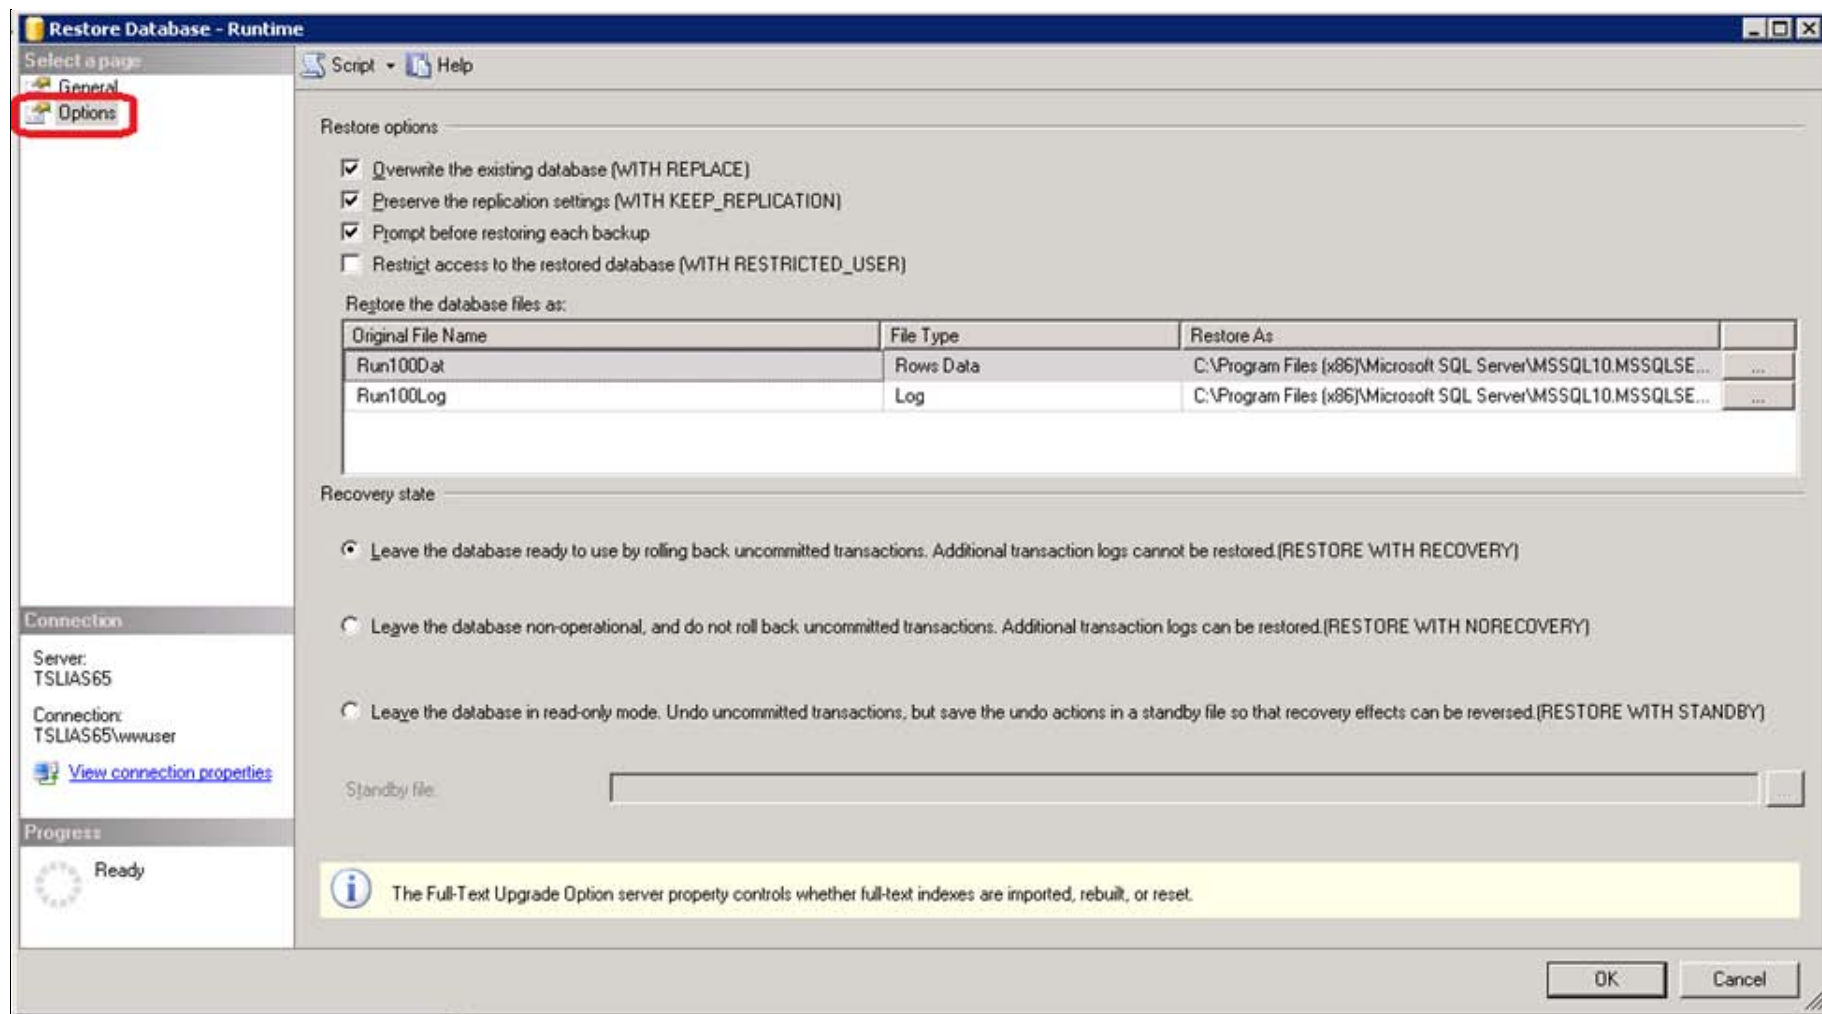 Restore Database - Runtime
Select a page
General
Options
Script
Help
Restore options
Overwrite the existing database (WITH REPLACE)
Preserve the replication settings (WITH KEEP_REPLICATION)
Prompt before restoring each backup
Restrict access to the restored database (WITH RESTRICTED_USER)
Restore the database files as:
Original File Name File Type Restore As
Run100Dat Rows Data C:\Program Files (x86)\Microsoft SQL Server\MSSQL10.MSSQLSE... ...
Run100Log Log C:\Program Files (x86)\Microsoft SQL Server\MSSQL10.MSSQLSE... ...
Recovery state
Leave the database ready to use by rolling back uncommitted transactions. Additional transaction logs cannot be restored.(RESTORE WITH RECOVERY)
Leave the database non-operational, and do not roll back uncommitted transactions. Additional transaction logs can be restored.(RESTORE WITH NORECOVERY)
Leave the database in read-only mode. Undo uncommitted transactions, but save the undo actions in a standby file so that recovery effects can be reversed.(RESTORE WITH STANDBY)
Standby file: ...
The Full-Text Upgrade Option server property controls whether full-text indexes are imported, rebuilt, or reset.
Connection
Server:
TSLIAS65
Connection:
TSLIAS65\wwuser
View connection properties
Progress
Ready
OK Cancel